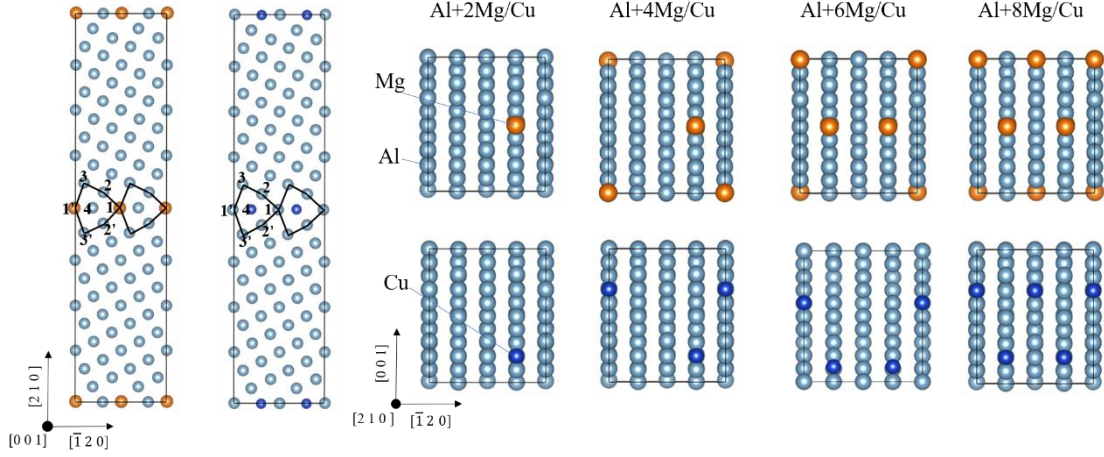 Al+2Mg/Cu
Al+4Mg/Cu
Al+6Mg/Cu
Al+8Mg/Cu
Mg
Al
3
2
1' 4 1
3' 2'
3
2
1' 4 1
3' 2'
Cu
[2 1 0]
[0 0 1] [1̅ 2 0]
[0 0 1]
[2 1 0] [1̅ 2 0]